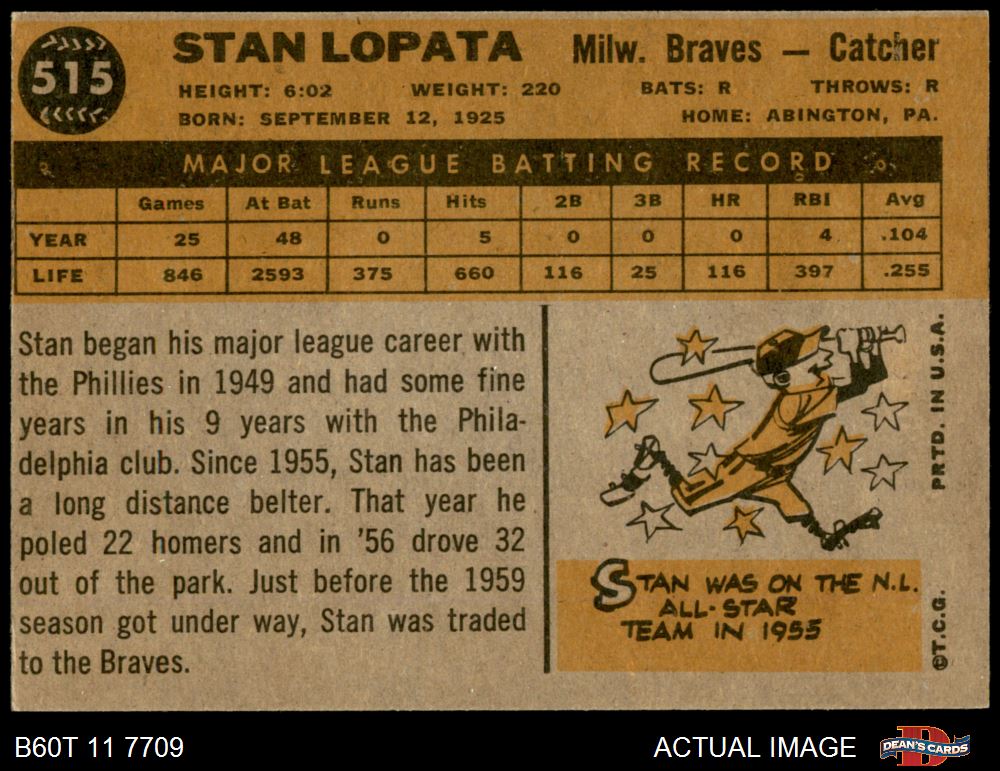 515
STAN LOPATA
Milw. Braves — Catcher
HEIGHT: 6:02 WEIGHT: 220 BATS: R THROWS: R
BORN: SEPTEMBER 12, 1925 HOME: ABINGTON, PA.
MAJOR LEAGUE BATTING RECORD
Games At Bat Runs Hits 2B 3B HR RBI Avg
YEAR 25 48 0 5 0 0 0 4 .104
LIFE 846 2593 375 660 116 25 116 397 .255
Stan began his major league career with
the Phillies in 1949 and had some fine
years in his 9 years with the Phila-
delphia club. Since 1955, Stan has been
a long distance belter. That year he
poled 22 homers and in '56 drove 32
out of the park. Just before the 1959
season got under way, Stan was traded
to the Braves.
STAN WAS ON THE N.L.
ALL-STAR
TEAM IN 1955
©T.C.G. PRTD. IN U.S.A.
B60T 11 7709
ACTUAL IMAGE
DEAN'S CARDS